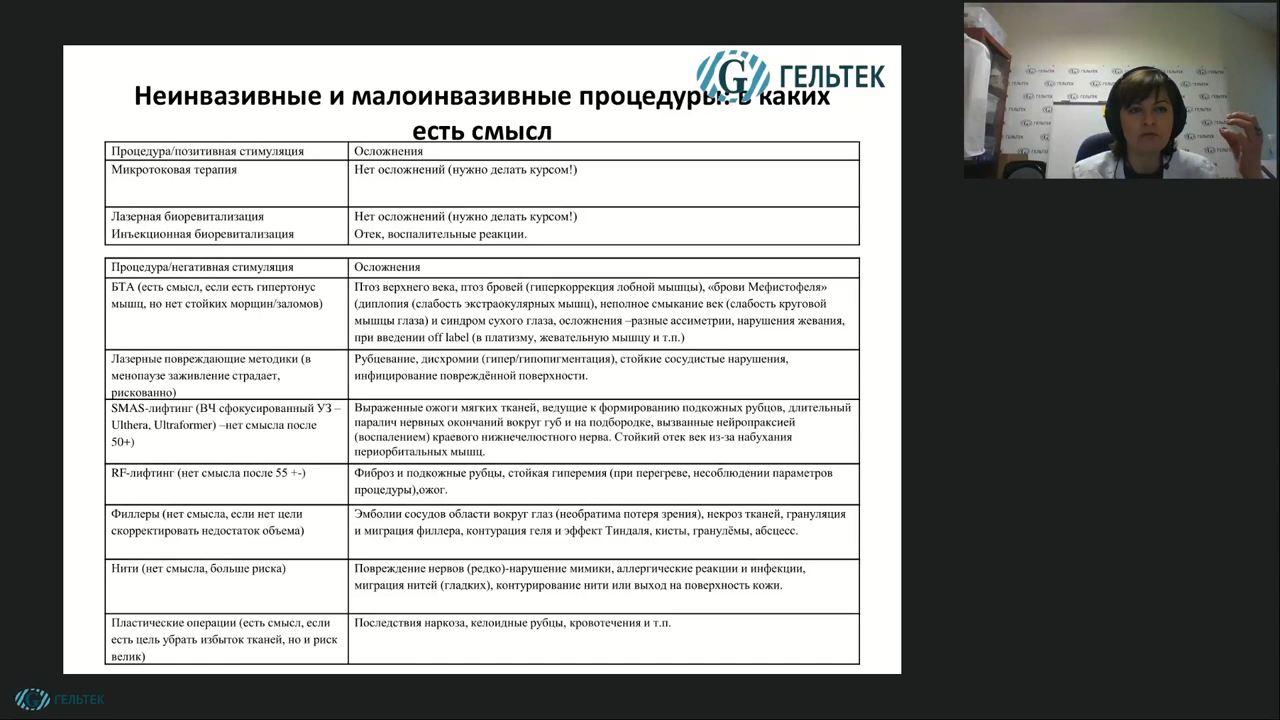 ГЕЛЬТЕК
Неинвазивные и малоинвазивные процедуры: в каких
есть смысл
Процедура/позитивная стимуляция
Осложнения
Микротоковая терапия
Нет осложнений (нужно делать курсом!)
Лазерная биоревитализация
Инъекционная биоревитализация
Нет осложнений (нужно делать курсом!)
Отек, воспалительные реакции.
Процедура/негативная стимуляция
Осложнения
БТА (есть смысл, если есть гипертонус
мышц, но нет стойких морщин/заломов)
Птоз верхнего века, птоз бровей (гиперкоррекция лобной мышцы), «брови Мефистофеля»
(диплопия (слабость экстраокулярных мышц), неполное смыкание век (слабость круговой
мышцы глаза) и синдром сухого глаза, осложнения –разные ассиметрии, нарушения жевания,
при введении off label (в платизму, жевательную мышцу и т.п.)
Лазерные повреждающие методики (в
менопаузе заживление страдает,
рискованно)
Рубцевание, дисхромии (гипер/гипопигментация), стойкие сосудистые нарушения,
инфицирование повреждённой поверхности.
SMAS-лифтинг (ВЧ сфокусированный УЗ –
Ulthera, Ultraformer) –нет смысла после
50+)
Выраженные ожоги мягких тканей, ведущие к формированию подкожных рубцов, длительный
паралич нервных окончаний вокруг губ и на подбородке, вызванные нейропраксией
(воспалением) краевого нижнечелюстного нерва. Стойкий отек век из-за набухания
периорбитальных мышц.
RF-лифтинг (нет смысла после 55 +-)
Фиброз и подкожные рубцы, стойкая гиперемия (при перегреве, несоблюдении параметров
процедуры),ожог.
Филлеры (нет смысла, если нет цели
скорректировать недостаток объема)
Эмболии сосудов области вокруг глаз (необратима потеря зрения), некроз тканей, грануляция
и миграция филлера, контурация геля и эффект Тиндаля, кисты, гранулёмы, абсцесс.
Нити (нет смысла, больше риска)
Повреждение нервов (редко)-нарушение мимики, аллергические реакции и инфекции,
миграция нитей (гладких), контурирование нити или выход на поверхность кожи.
Пластические операции (есть смысл, если
есть цель убрать избыток тканей, но и риск
велик)
Последствия наркоза, келоидные рубцы, кровотечения и т.п.
ГЕЛЬТЕК